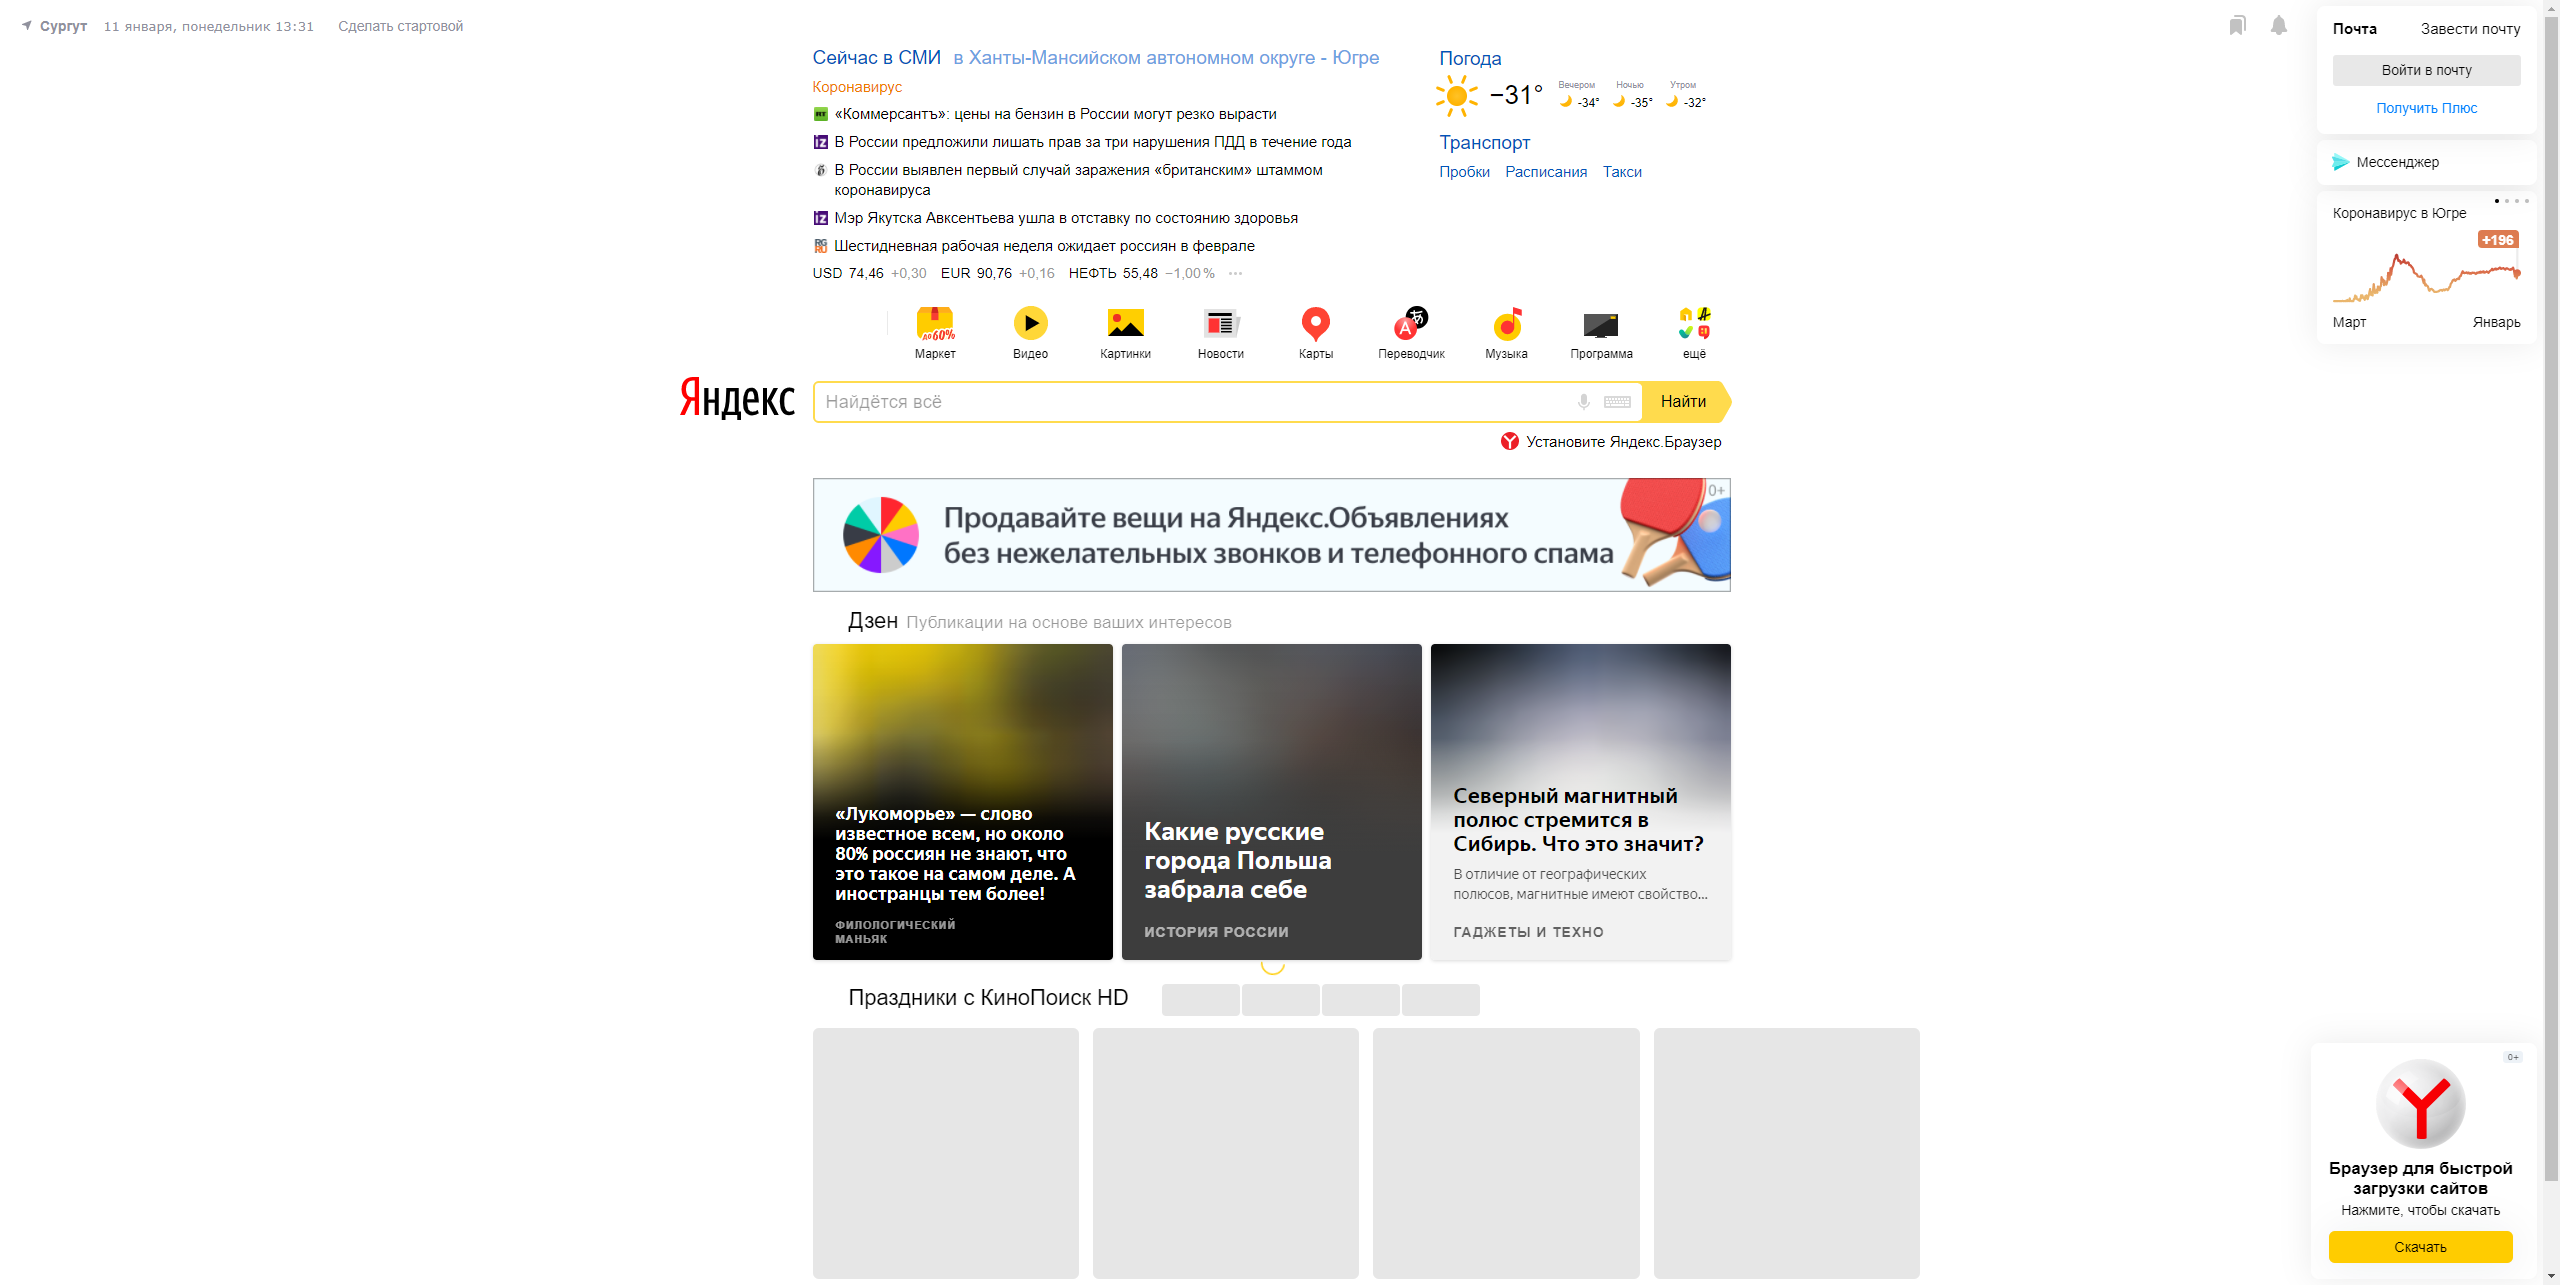 Сургут 11 января, понедельник 13:31 Сделать стартовой
Сейчас в СМИ в Ханты-Мансийском автономном округе - Югре
Коронавирус
«Коммерсантъ»: цены на бензин в России могут резко вырасти
В России предложили лишать прав за три нарушения ПДД в течение года
В России выявлен первый случай заражения «британским» штаммом
коронавируса
Мэр Якутска Авксентьева ушла в отставку по состоянию здоровья
Шестидневная рабочая неделя ожидает россиян в феврале
USD 74,46 +0,30 EUR 90,76 +0,16 НЕФТЬ 55,48 −1,00 % ···
Погода
−31°
Вечером Ночью Утром
-34° -35° -32°
Транспорт
Пробки Расписания Такси
Почта Завести почту
Войти в почту
Получить Плюс
Мессенджер
Коронавирус в Югре
+196
Март Январь
до 60%
Маркет Видео Картинки Новости Карты Переводчик Музыка Программа ещё
Яндекс Найдётся всё Найти
Установите Яндекс.Браузер
Продавайте вещи на Яндекс.Объявлениях
без нежелательных звонков и телефонного спама
0+
Дзен Публикации на основе ваших интересов
«Лукоморье» — слово
известное всем, но около
80% россиян не знают, что
это такое на самом деле. А
иностранцы тем более!
ФИЛОЛОГИЧЕСКИЙ
МАНЬЯК
Какие русские
города Польша
забрала себе
ИСТОРИЯ РОССИИ
Северный магнитный
полюс стремится в
Сибирь. Что это значит?
В отличие от географических
полюсов, магнитные имеют свойство...
ГАДЖЕТЫ И ТЕХНО
Праздники с КиноПоиск HD
0+
Браузер для быстрой
загрузки сайтов
Нажмите, чтобы скачать
Скачать